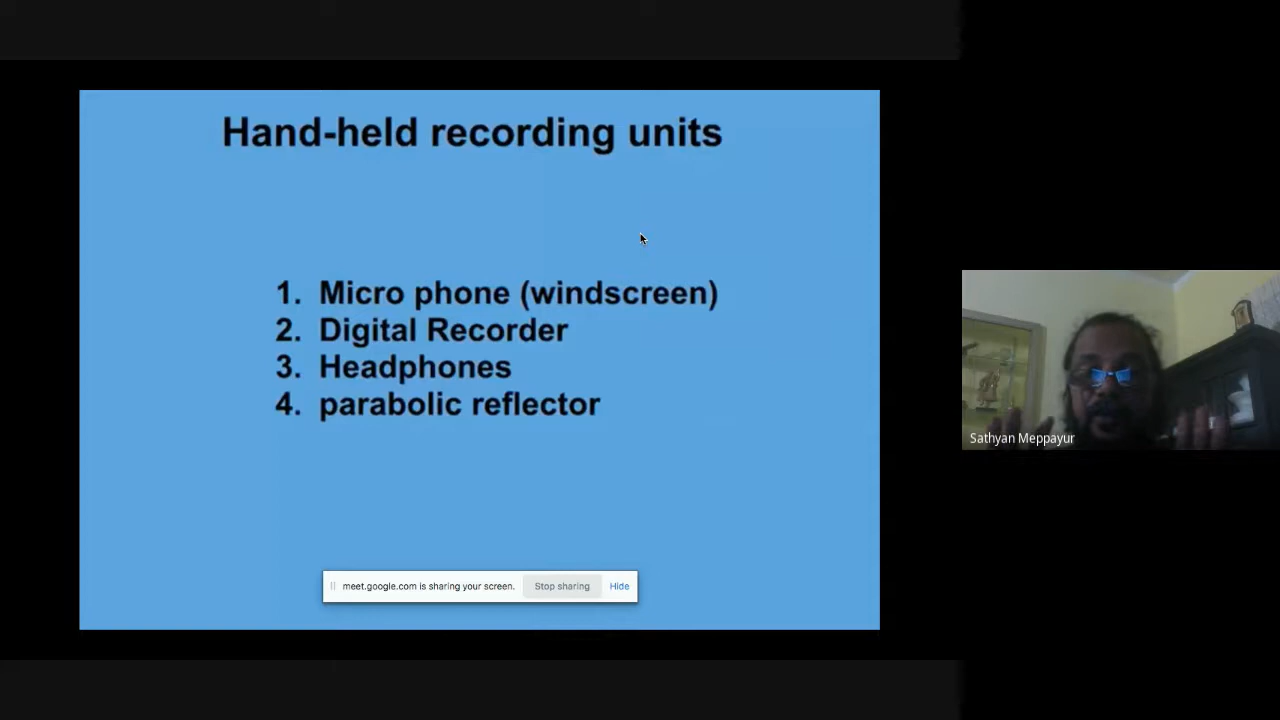 Hand-held recording units
1. Micro phone (windscreen)
2. Digital Recorder
3. Headphones
4. parabolic reflector
meet.google.com is sharing your screen. Stop sharing Hide
Sathyan Meppayur